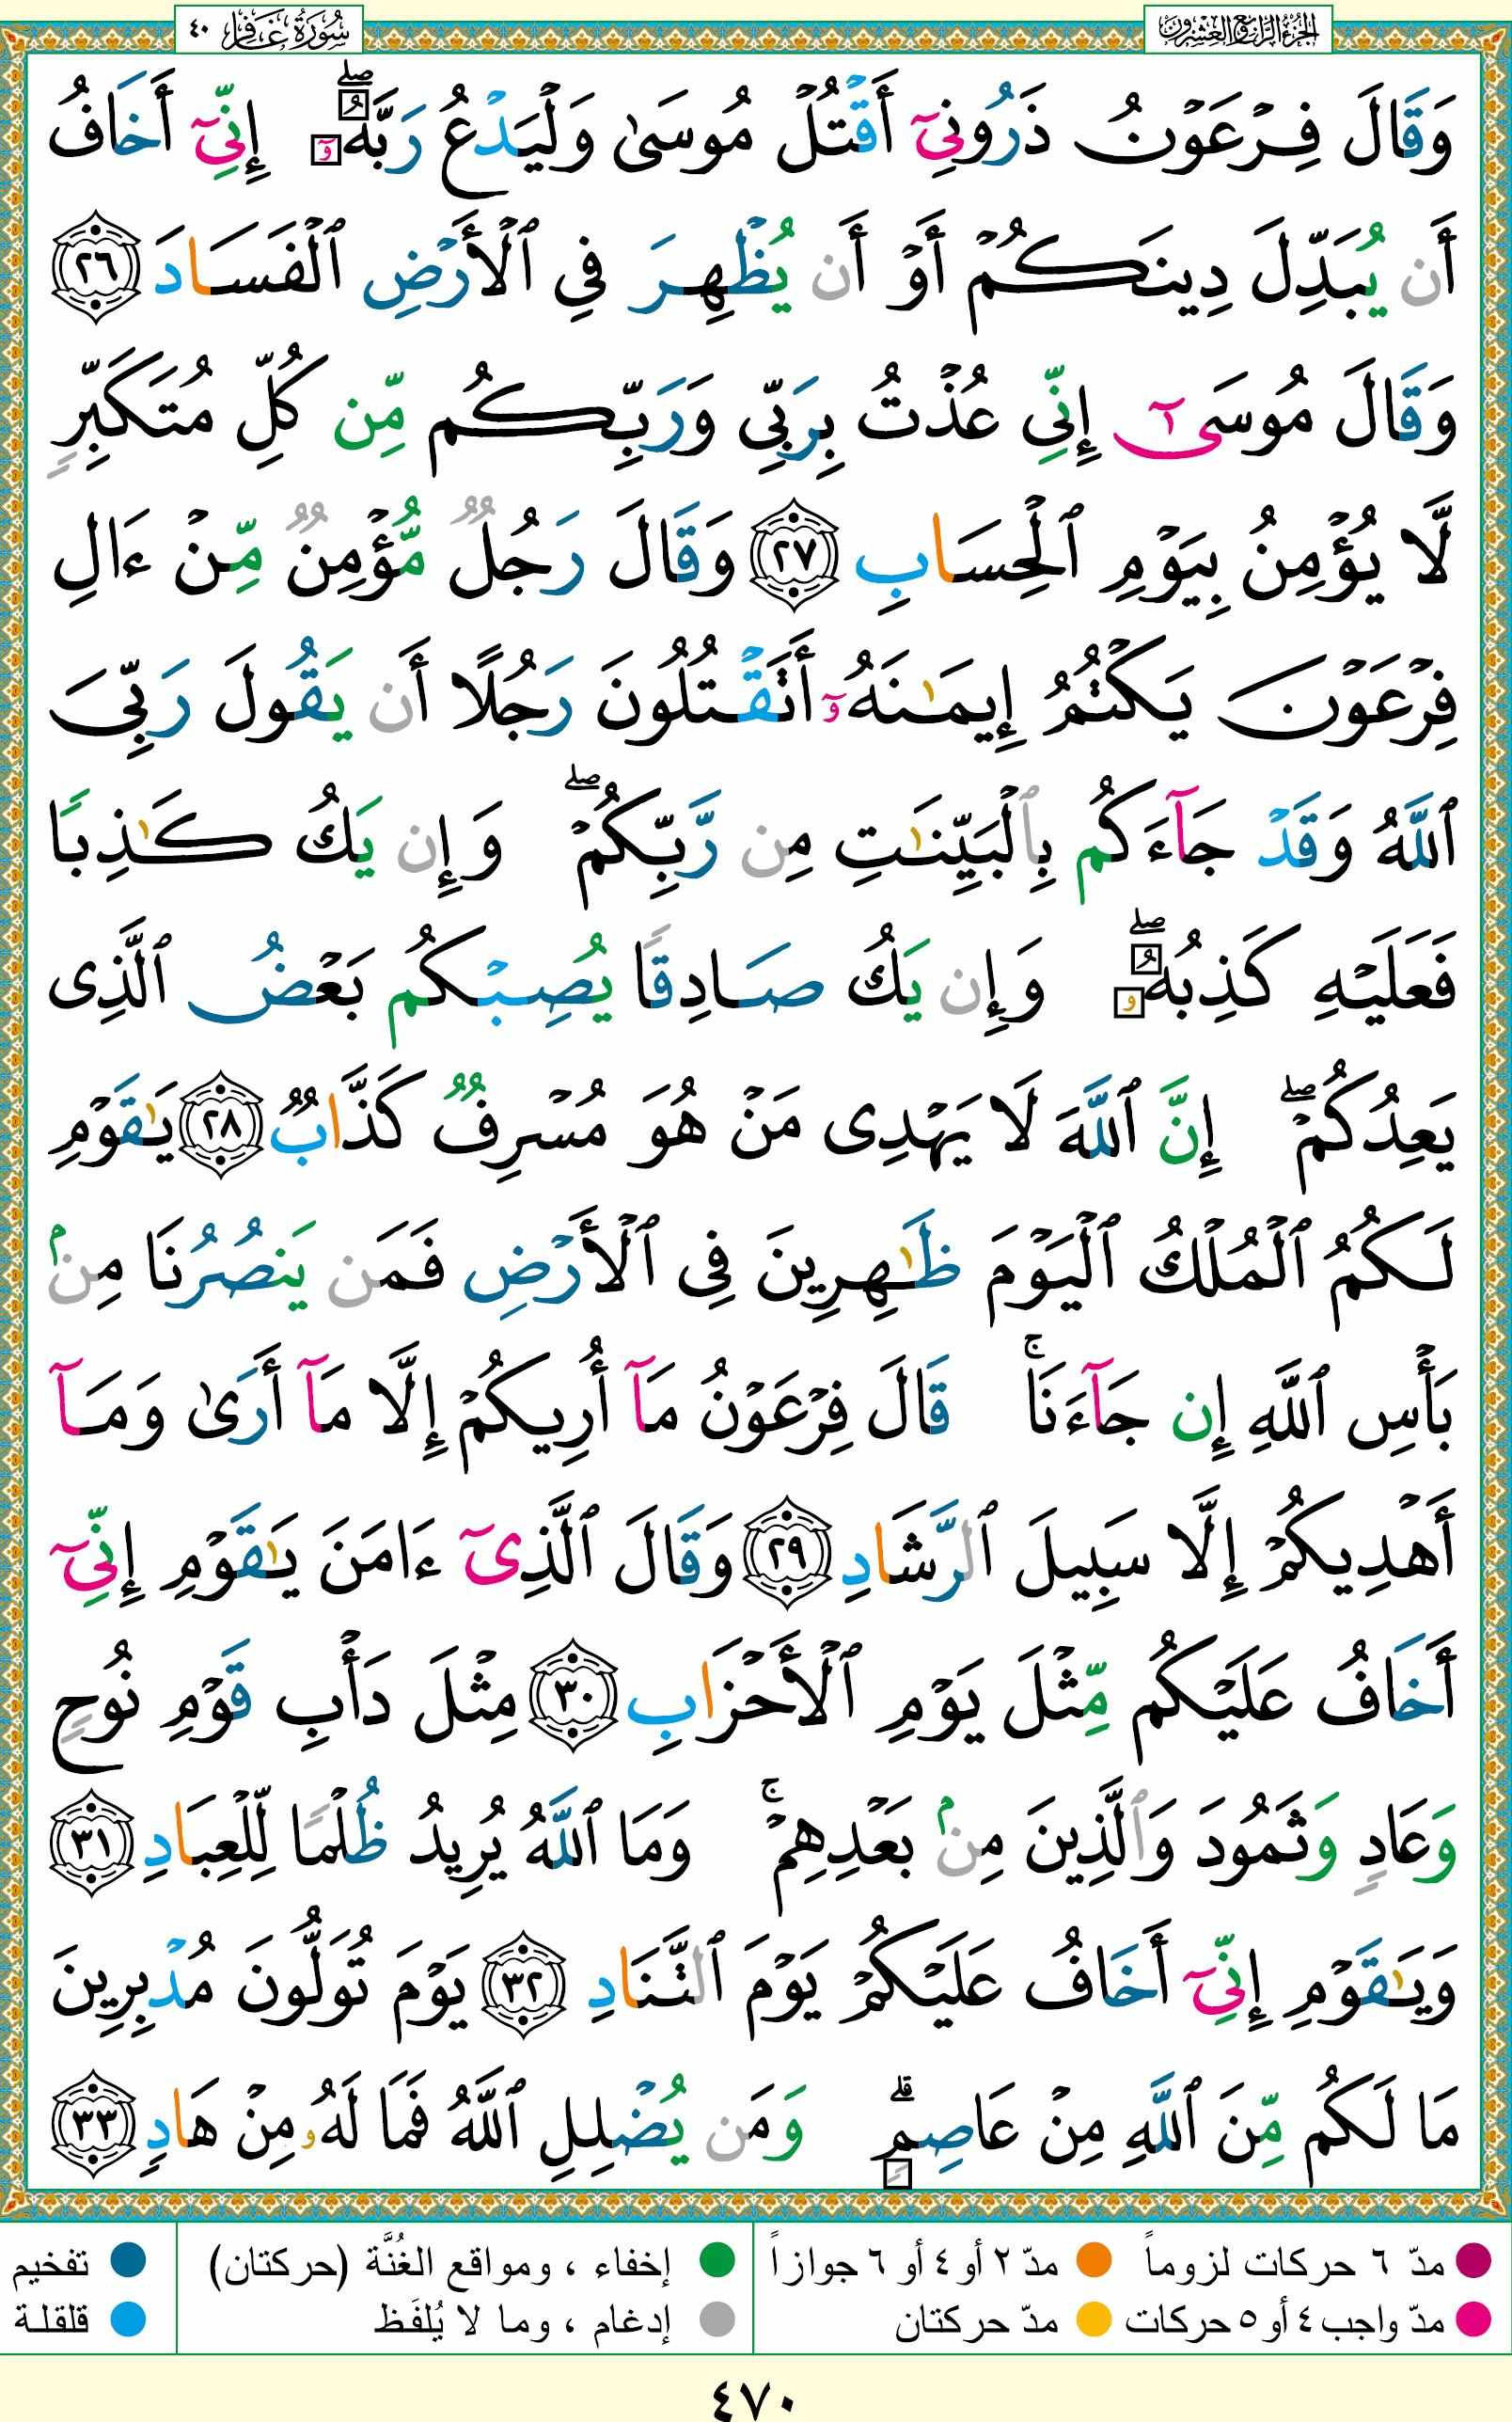 الجزء الرابع والعشرون
سورة غافر ٤٠
وَقَالَ فِرْعَوْنُ ذَرُونِىٓ أَقْتُلْ مُوسَىٰ وَلْيَدْعُ رَبَّهُۥٓ ۖ إِنِّىٓ أَخَافُ
أَن يُبَدِّلَ دِينَكُمْ أَوْ أَن يُظْهِرَ فِى ٱلْأَرْضِ ٱلْفَسَادَ ٢٦
وَقَالَ مُوسَىٰٓ إِنِّى عُذْتُ بِرَبِّى وَرَبِّكُم مِّن كُلِّ مُتَكَبِّرٍ
لَّا يُؤْمِنُ بِيَوْمِ ٱلْحِسَابِ ٢٧ وَقَالَ رَجُلٌ مُّؤْمِنٌ مِّنْ ءَالِ
فِرْعَوْنَ يَكْتُمُ إِيمَـٰنَهُۥٓ أَتَقْتُلُونَ رَجُلًا أَن يَقُولَ رَبِّىَ
ٱللَّهُ وَقَدْ جَآءَكُم بِٱلْبَيِّنَـٰتِ مِن رَّبِّكُمْ ۖ وَإِن يَكُ كَـٰذِبًا
فَعَلَيْهِ كَذِبُهُۥ ۖ وَإِن يَكُ صَادِقًا يُصِبْكُم بَعْضُ ٱلَّذِى
يَعِدُكُمْ ۖ إِنَّ ٱللَّهَ لَا يَهْدِى مَنْ هُوَ مُسْرِفٌ كَذَّابٌ ٢٨ يَـٰقَوْمِ
لَكُمُ ٱلْمُلْكُ ٱلْيَوْمَ ظَـٰهِرِينَ فِى ٱلْأَرْضِ فَمَن يَنصُرُنَا مِنۢ
بَأْسِ ٱللَّهِ إِن جَآءَنَا ۚ قَالَ فِرْعَوْنُ مَآ أُرِيكُمْ إِلَّا مَآ أَرَىٰ وَمَآ
أَهْدِيكُمْ إِلَّا سَبِيلَ ٱلرَّشَادِ ٢٩ وَقَالَ ٱلَّذِىٓ ءَامَنَ يَـٰقَوْمِ إِنِّىٓ
أَخَافُ عَلَيْكُم مِّثْلَ يَوْمِ ٱلْأَحْزَابِ ٣٠ مِثْلَ دَأْبِ قَوْمِ نُوحٍ
وَعَادٍ وَثَمُودَ وَٱلَّذِينَ مِنۢ بَعْدِهِمْ ۚ وَمَا ٱللَّهُ يُرِيدُ ظُلْمًا لِّلْعِبَادِ ٣١
وَيَـٰقَوْمِ إِنِّىٓ أَخَافُ عَلَيْكُمْ يَوْمَ ٱلتَّنَادِ ٣٢ يَوْمَ تُوَلُّونَ مُدْبِرِينَ
مَا لَكُم مِّنَ ٱللَّهِ مِنْ عَاصِمٍ ۗ وَمَن يُضْلِلِ ٱللَّهُ فَمَا لَهُۥ مِنْ هَادٍ ٣٣
مدّ ٦ حركات لزوماً مدّ ٢ أو ٤ أو ٦ جوازاً إخفاء ، ومواقع الغُنَّة (حركتان) تفخيم
مدّ واجب ٤ أو ٥ حركات مدّ حركتان إدغام ، وما لا يُلفَظ قلقلة
٤٧٠